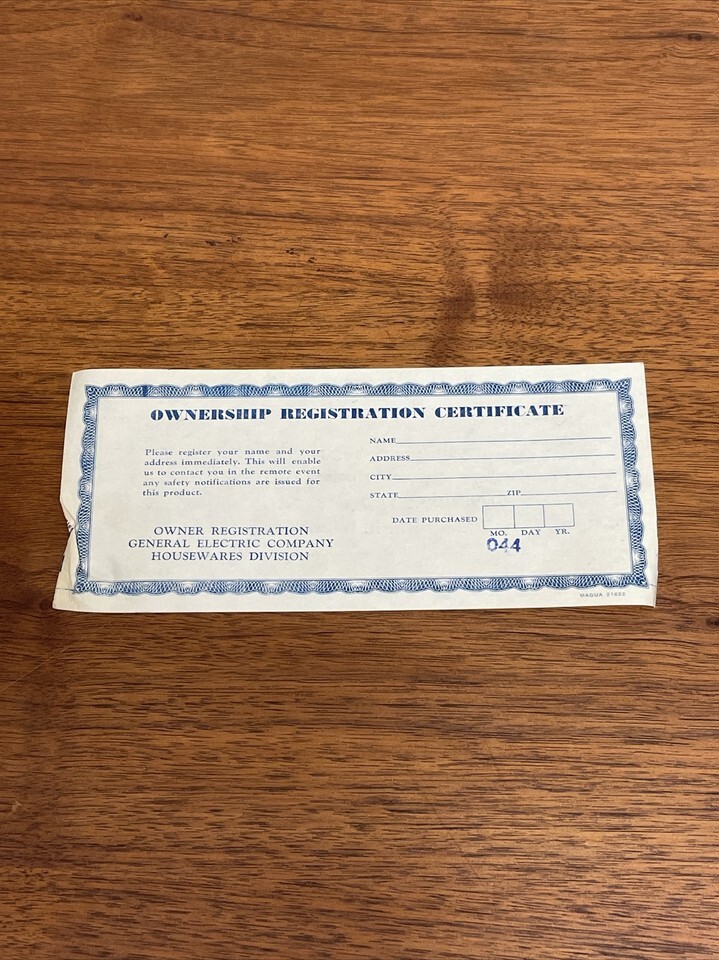 OWNERSHIP REGISTRATION CERTIFICATE
Please register your name and your
address immediately. This will enable
us to contact you in the remote event
any safety notifications are issued for
this product.
OWNER REGISTRATION
GENERAL ELECTRIC COMPANY
HOUSEWARES DIVISION
NAME
ADDRESS
CITY
STATE ZIP
DATE PURCHASED
MO. DAY YR.
044
MAQUA